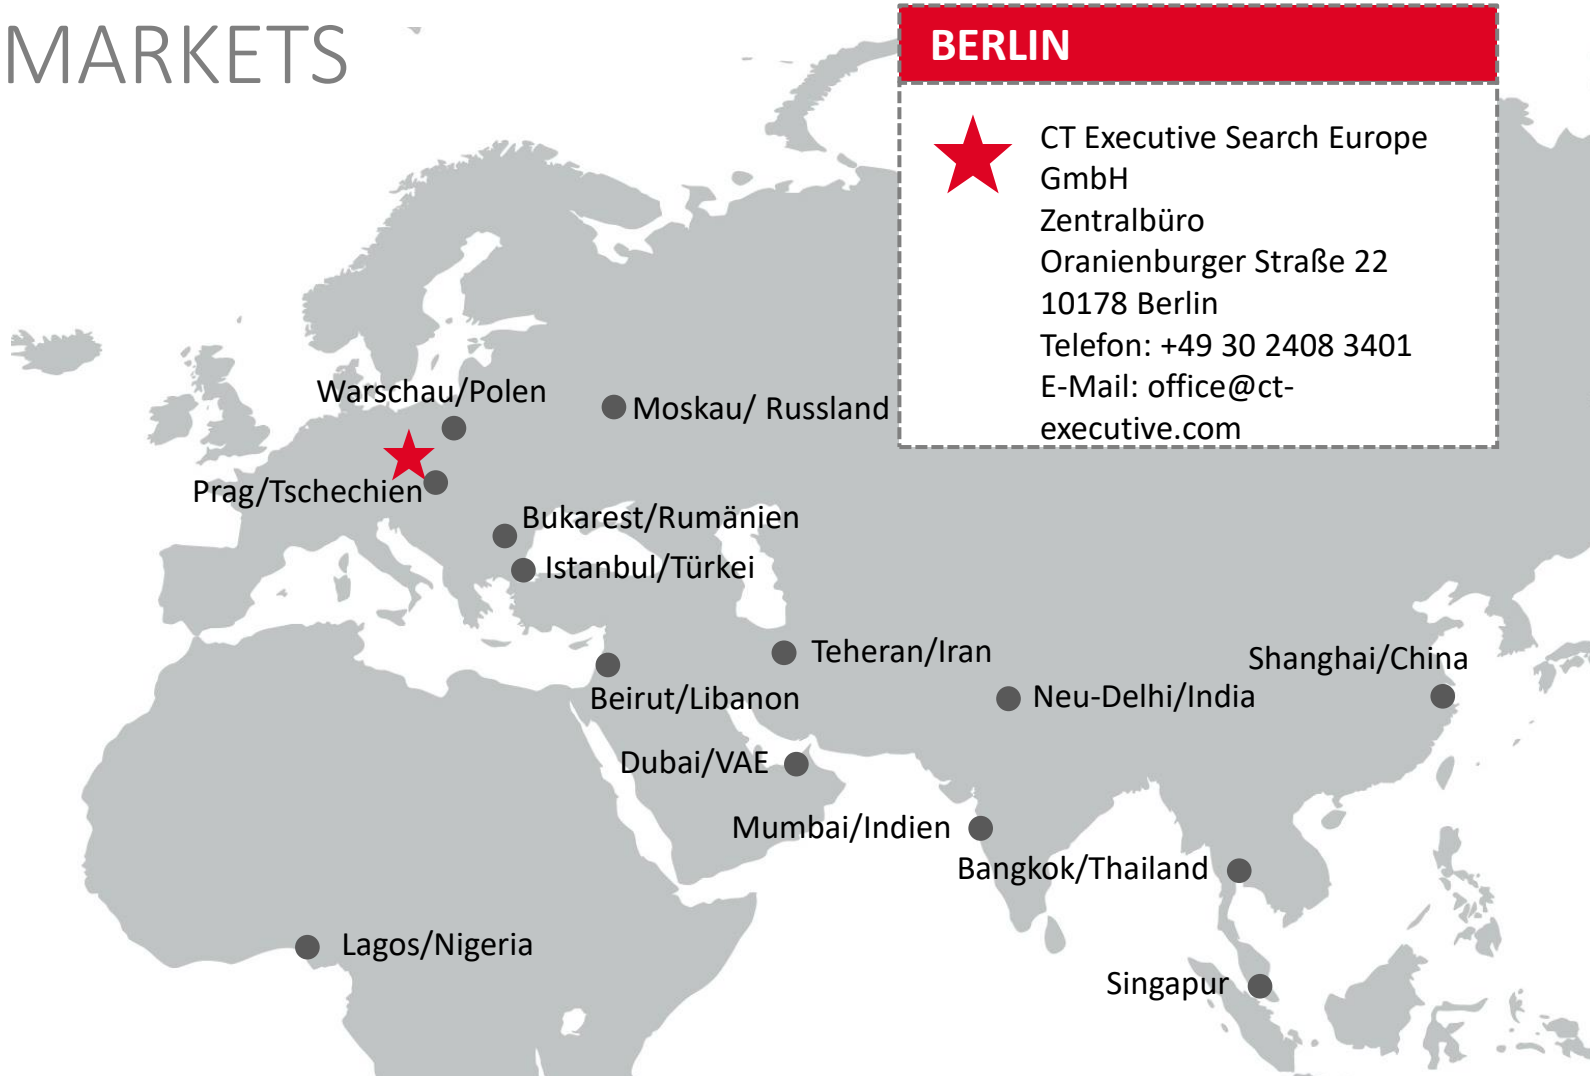 MARKETS
BERLIN
CT Executive Search Europe
GmbH
Zentralbüro
Oranienburger Straße 22
10178 Berlin
Telefon: +49 30 2408 3401
E-Mail: office@ct-
executive.com
Warschau/Polen
Moskau/ Russland
Prag/Tschechien
Bukarest/Rumänien
Istanbul/Türkei
Teheran/Iran
Shanghai/China
Beirut/Libanon
Neu-Delhi/India
Dubai/VAE
Mumbai/Indien
Bangkok/Thailand
Lagos/Nigeria
Singapur